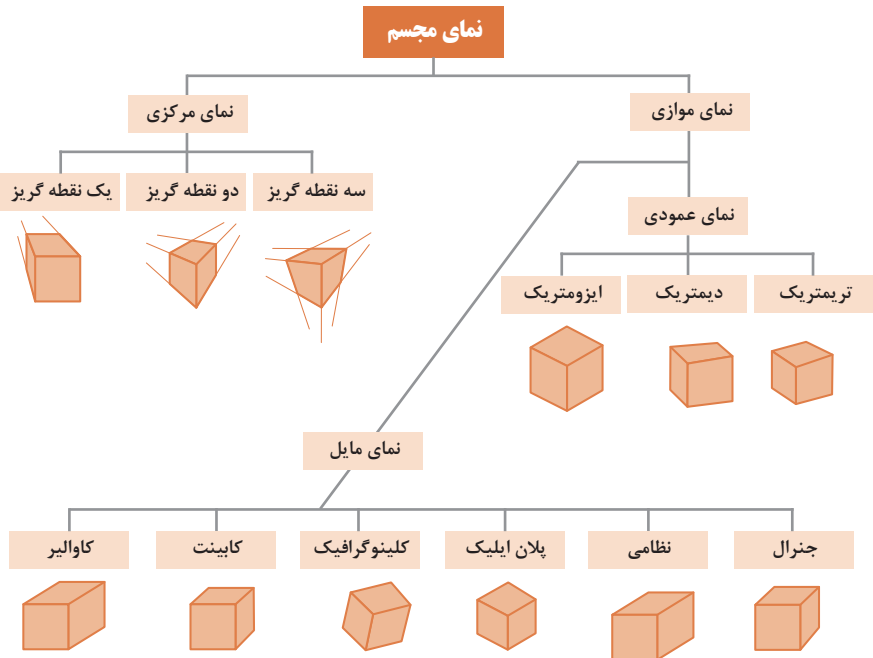 نمای مجسم
نمای موازی
نمای مرکزی
سه نقطه گریز
دو نقطه گریز
یک نقطه گریز
نمای عمودی
تریمتریک
دیمتریک
ایزومتریک
نمای مایل
جنرال
نظامی
پلان ابلیک
کلینوگرافیک
کابینت
کاوالیر